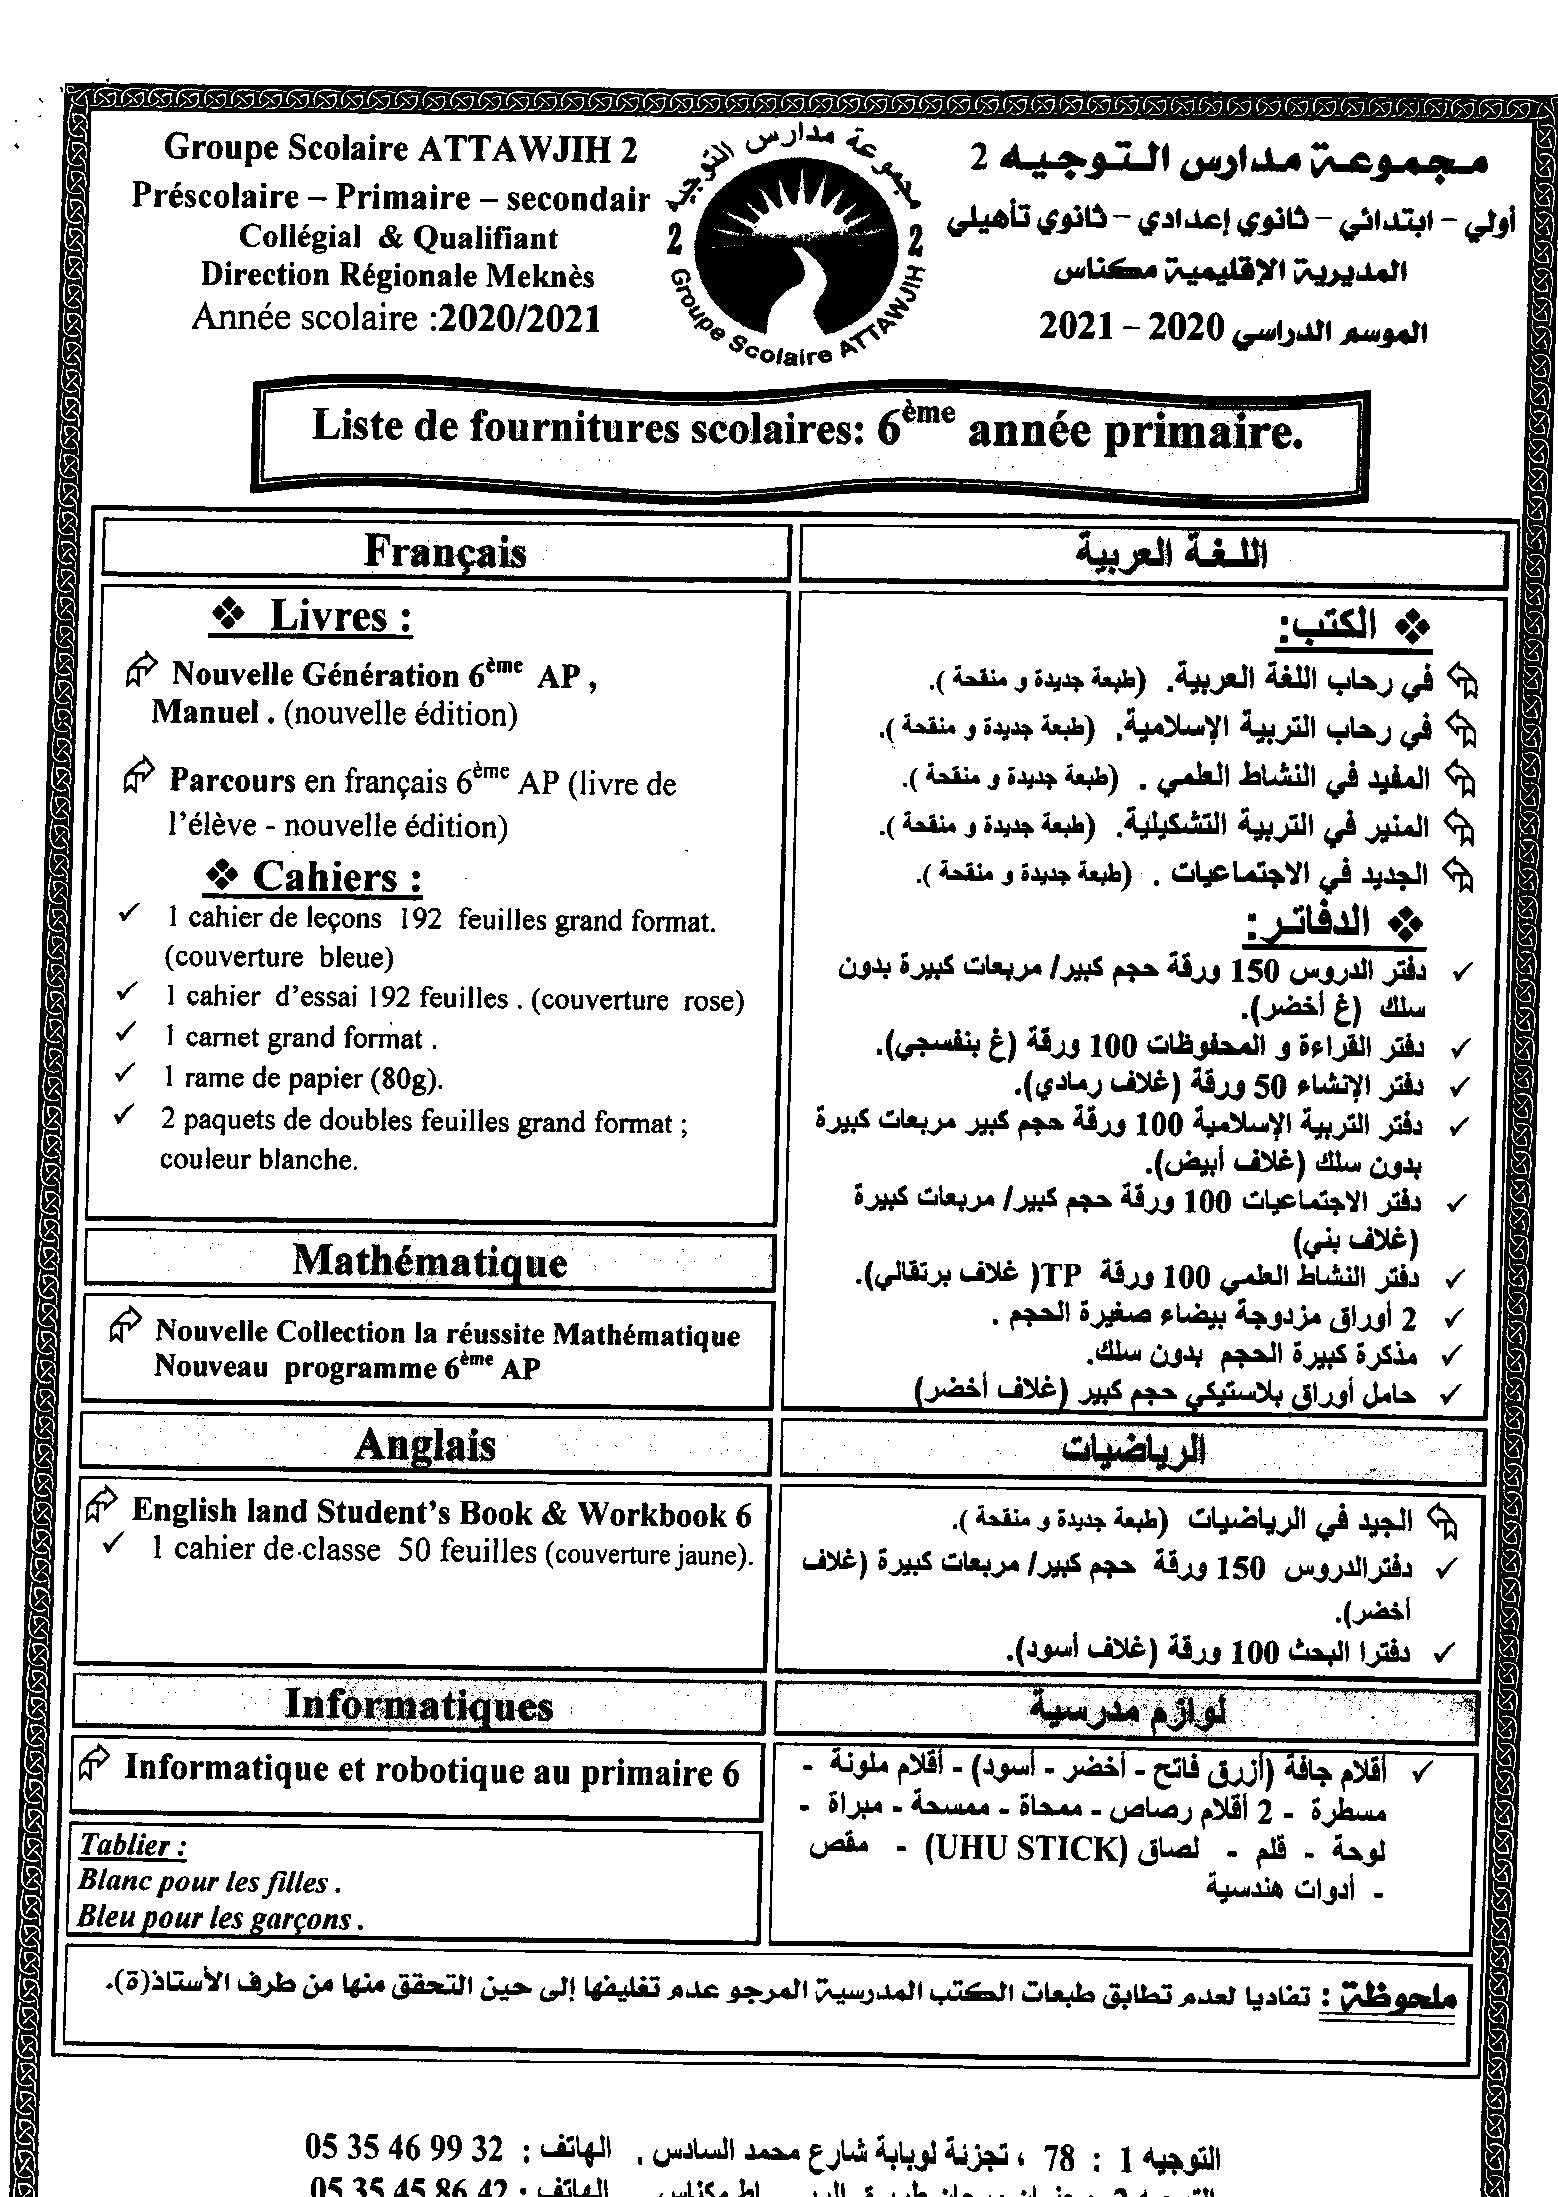 Groupe Scolaire ATTAWJIH 2
Préscolaire – Primaire – secondair
Collégial & Qualifiant
Direction Régionale Meknès
Année scolaire :2020/2021
مجموعة مدارس التوجيه
2 2
Groupe Scolaire ATTAWJIH
مجموعة مدارس التوجيه 2
أولي – ابتدائي – ثانوي إعدادي – ثانوي تأهيلي
المديرية الإقليمية مكناس
الموسم الدراسي 2020 – 2021
Liste de fournitures scolaires: 6ème année primaire.
Français
❖ Livres :
Nouvelle Génération 6ème AP ,
Manuel . (nouvelle édition)
Parcours en français 6ème AP (livre de
l’élève - nouvelle édition)
❖ Cahiers :
✓ 1 cahier de leçons 192 feuilles grand format.
(couverture bleue)
✓ 1 cahier d’essai 192 feuilles . (couverture rose)
✓ 1 carnet grand format .
✓ 1 rame de papier (80g).
✓ 2 paquets de doubles feuilles grand format ;
couleur blanche.
Mathématique
Nouvelle Collection la réussite Mathématique
Nouveau programme 6ème AP
Anglais
English land Student’s Book & Workbook 6
✓ 1 cahier de classe 50 feuilles (couverture jaune).
Informatiques
Informatique et robotique au primaire 6
Tablier :
Blanc pour les filles .
Bleu pour les garçons .
اللغة العربية
❖ الكتب:
في رحاب اللغة العربية. (طبعة جديدة و منقحة ).
في رحاب التربية الإسلامية. (طبعة جديدة و منقحة ).
المفيد في النشاط العلمي . (طبعة جديدة و منقحة ).
المنير في التربية التشكيلية. (طبعة جديدة و منقحة ).
الجديد في الاجتماعيات . (طبعة جديدة و منقحة ).
❖ الدفاتر:
✓ دفتر الدروس 150 ورقة حجم كبير/ مربعات كبيرة بدون
سلك (غ أخضر).
✓ دفتر القراءة و المحفوظات 100 ورقة (غ بنفسجي).
✓ دفتر الإنشاء 50 ورقة (غلاف رمادي).
✓ دفتر التربية الإسلامية 100 ورقة حجم كبير مربعات كبيرة
بدون سلك (غلاف أبيض).
✓ دفتر الاجتماعيات 100 ورقة حجم كبير/ مربعات كبيرة
(غلاف بني)
✓ دفتر النشاط العلمي 100 ورقة TP( غلاف برتقالي).
✓ 2 أوراق مزدوجة بيضاء صغيرة الحجم .
✓ مذكرة كبيرة الحجم بدون سلك.
✓ حامل أوراق بلاستيكي حجم كبير (غلاف أخضر)
الرياضيات
الجيد في الرياضيات (طبعة جديدة و منقحة ).
✓ دفترالدروس 150 ورقة حجم كبير/ مربعات كبيرة (غلاف
أخضر).
✓ دفترا البحث 100 ورقة (غلاف أسود).
لوازم مدرسية
✓ أقلام جافة (أزرق فاتح - أخضر - أسود) - أقلام ملونة -
مسطرة - 2 أقلام رصاص - ممحاة - ممسحة - مبراة -
لوحة - قلم - لصاق (UHU STICK) - مقص
- أدوات هندسية
ملحوظة : تفاديا لعدم تطابق طبعات الكتب المدرسية المرجو عدم تغليفها إلى حين التحقق منها من طرف الأستاذ(ة).
التوجيه 1 : 78 ، تجزئة لوبابة شارع محمد السادس . الهاتف : 05 35 46 99 32
مكناس . الهاتف : 05 35 45 86 42